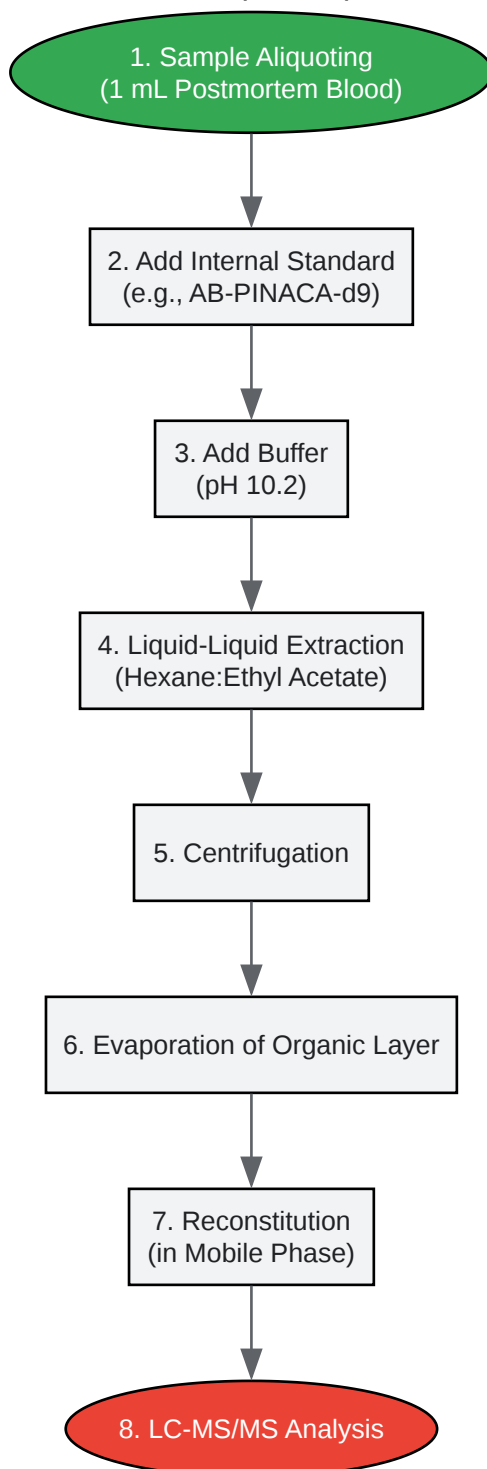 1. Sample Aliquoting
(1 mL Postmortem Blood)
2. Add Internal Standard
(e.g., AB-PINACA-d9)
3. Add Buffer
(pH 10.2)
4. Liquid-Liquid Extraction
(Hexane:Ethyl Acetate)
5. Centrifugation
6. Evaporation of Organic Layer
7. Reconstitution
(in Mobile Phase)
8. LC-MS/MS Analysis